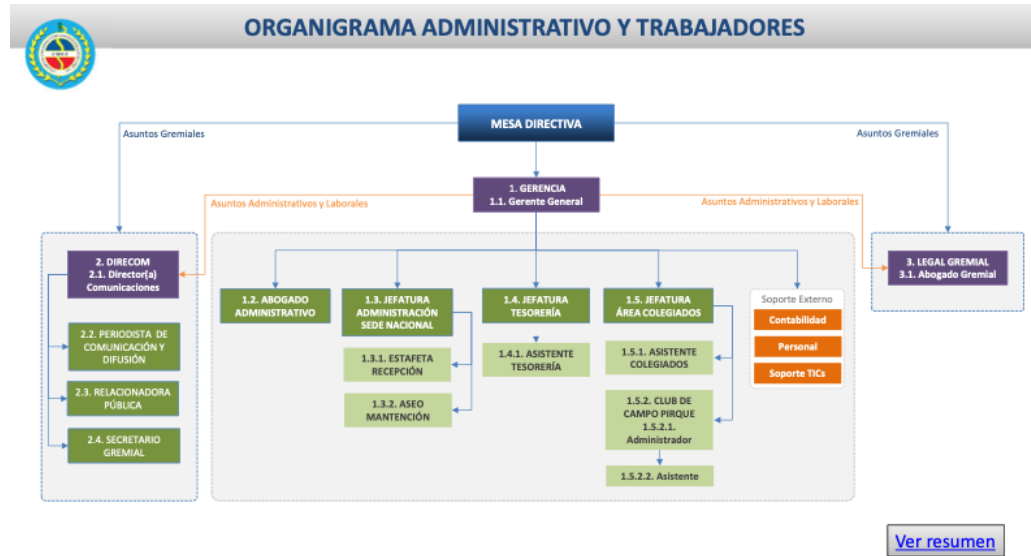 ORGANIGRAMA ADMINISTRATIVO Y TRABAJADORES
MESA DIRECTIVA
Asuntos Gremiales
Asuntos Gremiales
1. GERENCIA
1.1. Gerente General
Asuntos Administrativos y Laborales
Asuntos Administrativos y Laborales
2. DIRECOM
2.1. Director(a)
Comunicaciones
3. LEGAL GREMIAL
3.1. Abogado Gremial
1.2. ABOGADO
ADMINISTRATIVO
1.3. JEFATURA
ADMINISTRACIÓN
SEDE NACIONAL
1.4. JEFATURA
TESORERÍA
1.5. JEFATURA
ÁREA COLEGIADOS
Soporte Externo
Contabilidad
Personal
Soporte TICs
2.2. PERIODISTA DE
COMUNICACIÓN Y
DIFUSIÓN
2.3. RELACIONADORA
PÚBLICA
2.4. SECRETARIO
GREMIAL
1.3.1. ESTAFETA
RECEPCIÓN
1.3.2. ASEO
MANTENCIÓN
1.4.1. ASISTENTE
TESORERÍA
1.5.1. ASISTENTE
COLEGIADOS
1.5.2. CLUB DE
CAMPO PIRQUE
1.5.2.1.
Administrador
1.5.2.2. Asistente
Ver resumen